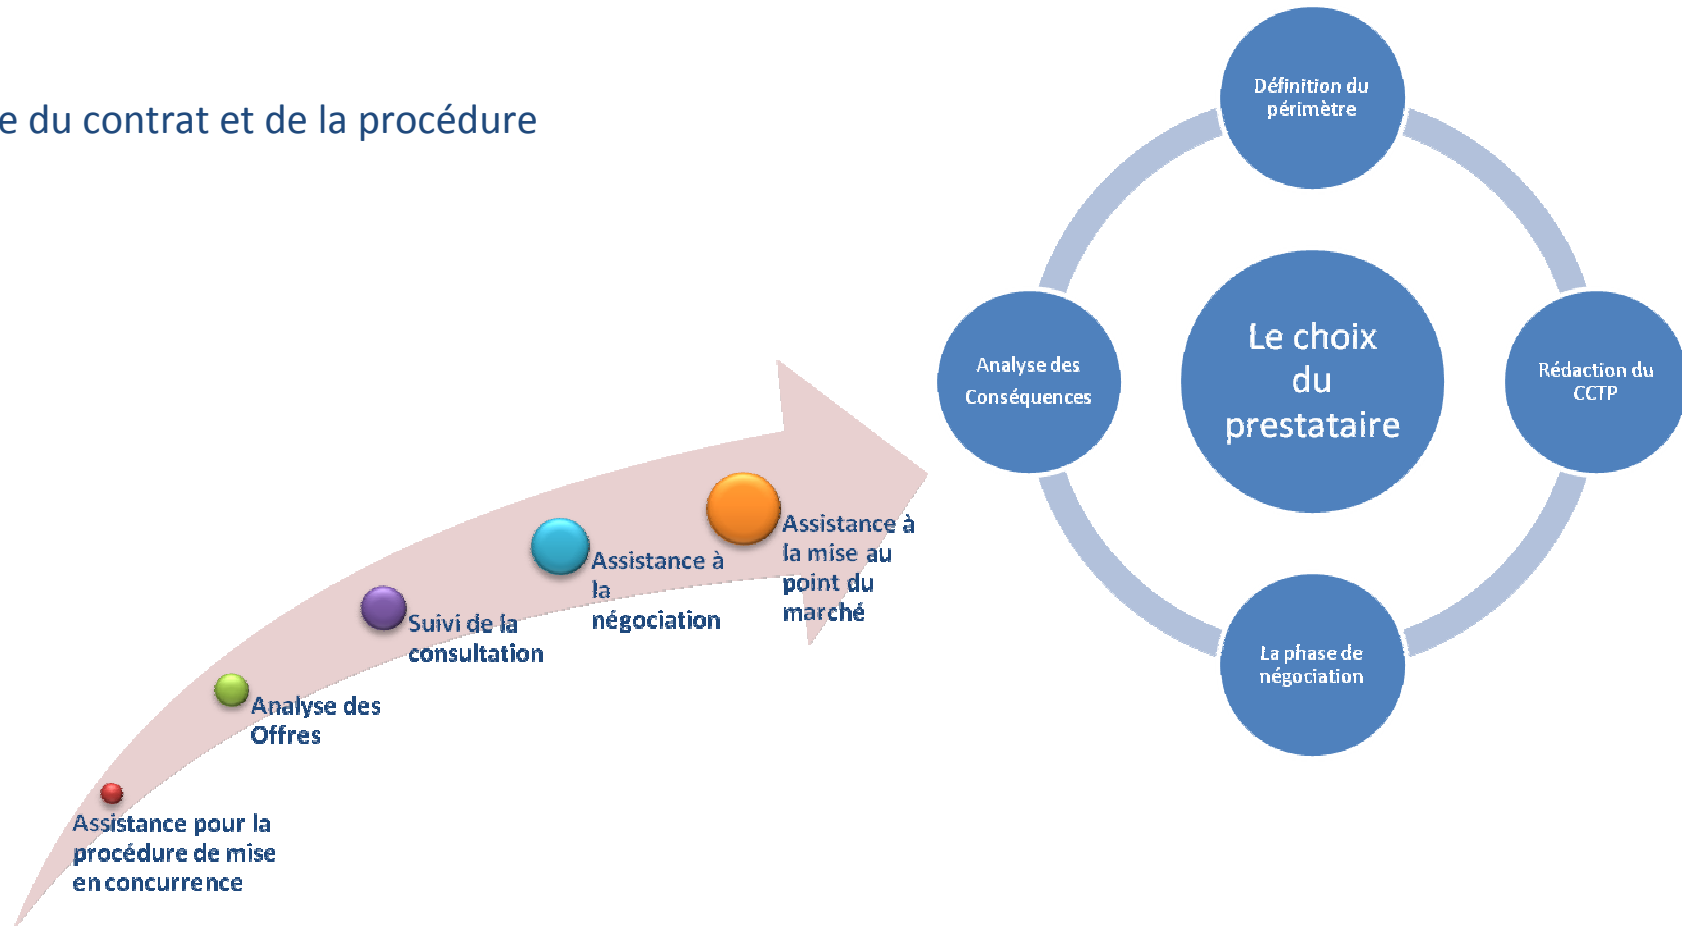 e du contrat et de la procédure
Définition du
périmètre
Le choix
du
prestataire
Analyse des
Conséquences
Rédaction du
CCTP
La phase de
négociation
Assistance à
la mise au
point du
marché
Assistance à
la
négociation
Suivi de la
consultation
Analyse des
Offres
Assistance pour la
procédure de mise
en concurrence